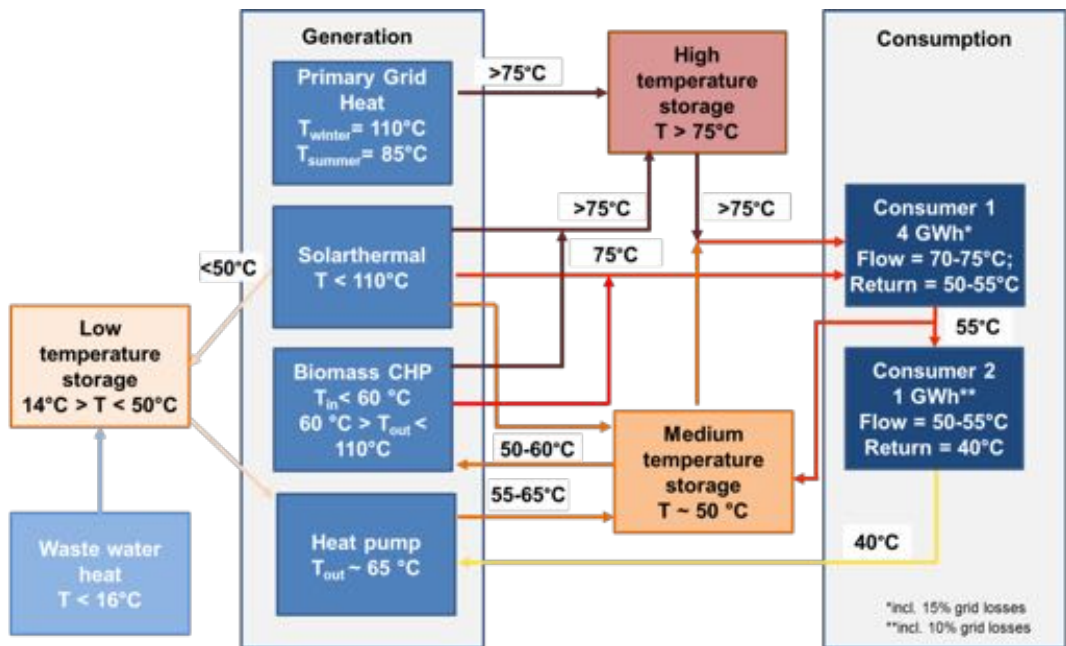 Generation
Primary Grid
Heat
Twinter= 110°C
Tsummer= 85°C
>75°C
High
temperature
storage
T > 75°C
Consumption
Solarthermal
T < 110°C
>75°C
>75°C
75°C
<50°C
Consumer 1
4 GWh*
Flow = 70-75°C;
Return = 50-55°C
Low
temperature
storage
14°C > T < 50°C
Biomass CHP
Tin< 60 °C
60 °C > Tout <
110°C
55°C
Consumer 2
1 GWh**
Flow = 50-55°C
Return = 40°C
50-60°C
Medium
temperature
storage
T ~ 50 °C
55-65°C
Waste water
heat
T < 16°C
Heat pump
Tout ~ 65 °C
40°C
*incl. 15% grid losses
**incl. 10% grid losses